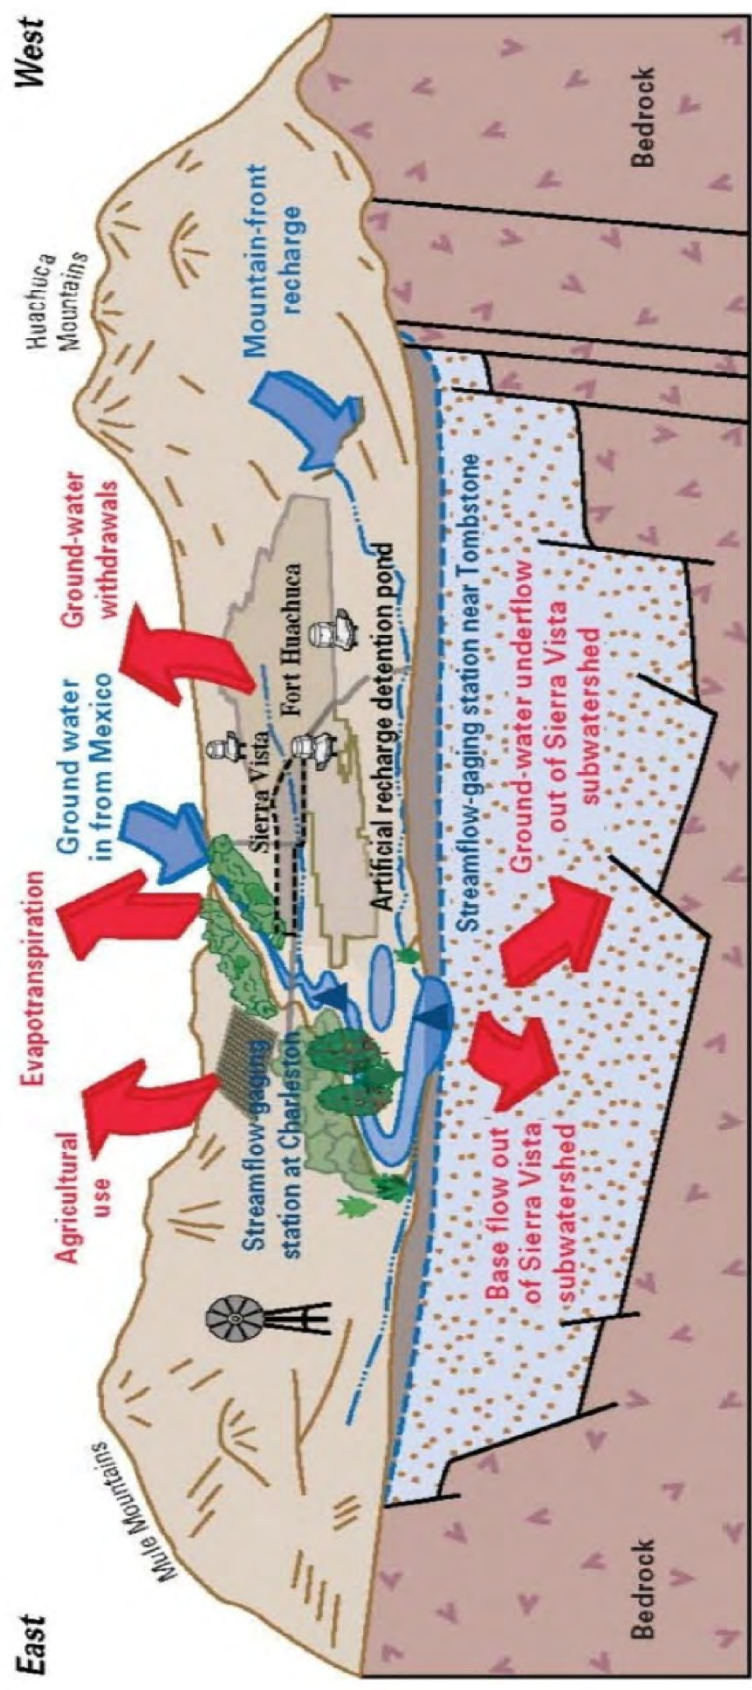 East
West
Mule Mountains
Huachuca
Mountains
Agricultural
use
Evapotranspiration
Ground water
in from Mexico
Ground-water
withdrawals
Mountain-front
recharge
Streamflow-gaging
station at Charleston
Sierra Vista
Fort Huachuca
Artificial recharge detention pond
Streamflow-gaging station near Tombstone
Base flow out
of Sierra Vista
subwatershed
Ground-water underflow
out of Sierra Vista
subwatershed
Bedrock
Bedrock